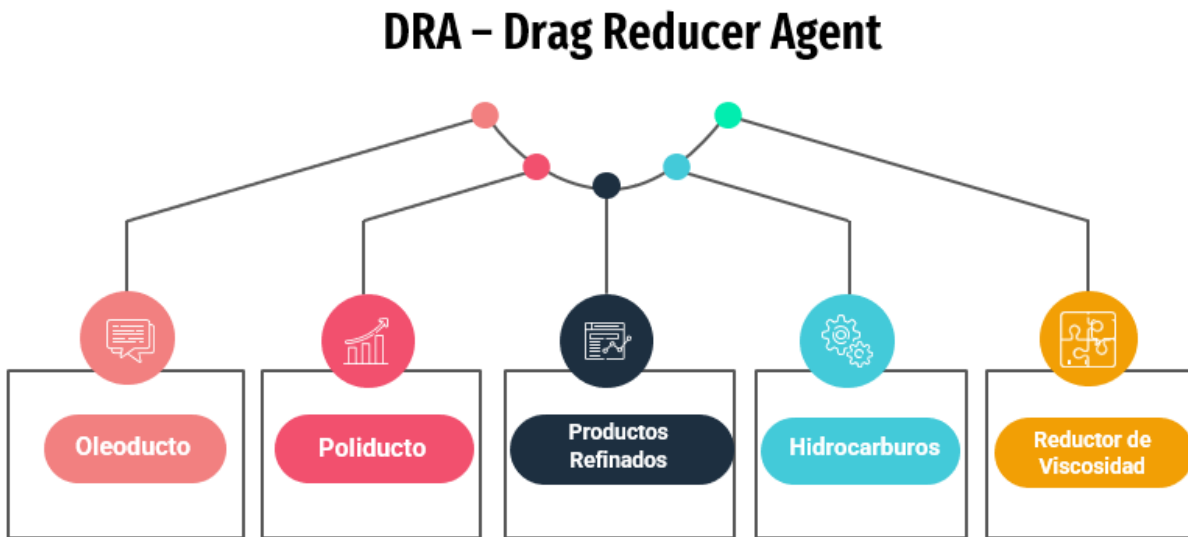 DRA – Drag Reducer Agent
Oleoducto
Poliducto
Productos
Refinados
Hidrocarburos
Reductor de
Viscosidad